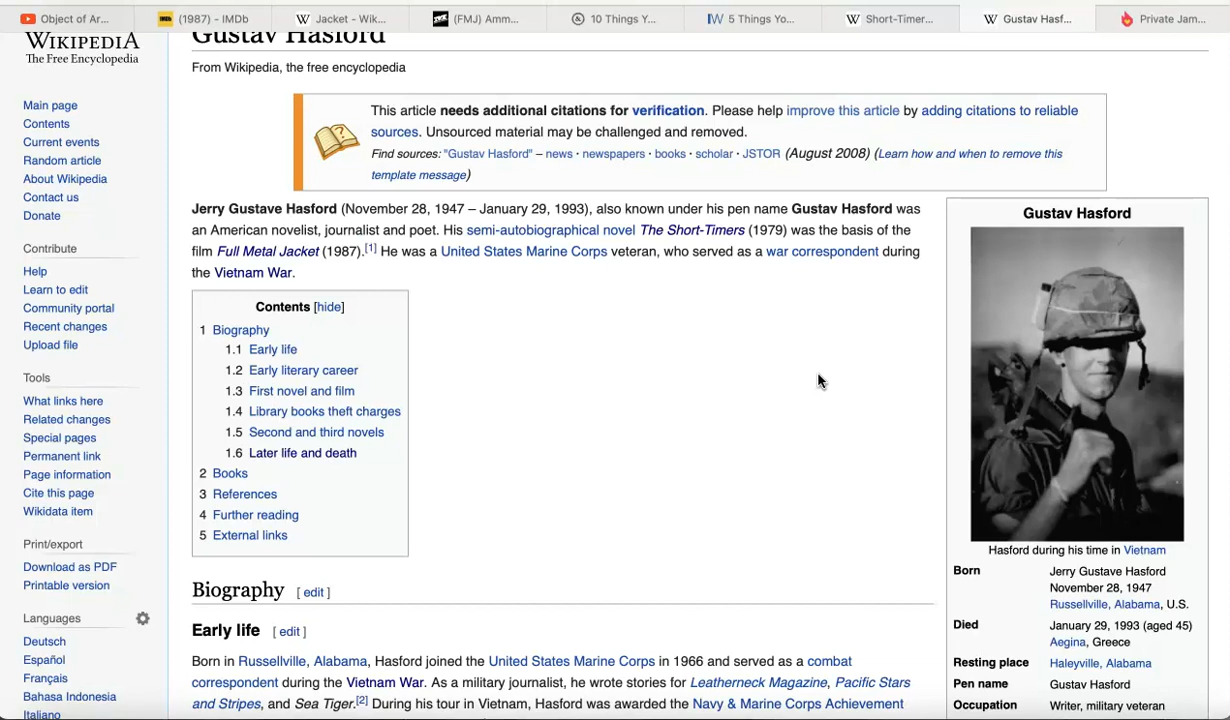 Object of Ar...
(1987) - IMDb
Jacket - Wik...
(FMJ) Amm...
10 Things Y...
5 Things Yo...
Short-Timer...
Gustav Hasf...
Private Jam...
WIKIPEDIA
The Free Encyclopedia
Main page
Contents
Current events
Random article
About Wikipedia
Contact us
Donate
Contribute
Help
Learn to edit
Community portal
Recent changes
Upload file
Tools
What links here
Related changes
Special pages
Permanent link
Page information
Cite this page
Wikidata item
Print/export
Download as PDF
Printable version
Languages
Deutsch
Español
Français
Bahasa Indonesia
Italiano
Gustav Hasford
From Wikipedia, the free encyclopedia
This article needs additional citations for verification. Please help improve this article by adding citations to reliable
sources. Unsourced material may be challenged and removed.
Find sources: "Gustav Hasford" – news · newspapers · books · scholar · JSTOR (August 2008) (Learn how and when to remove this
template message)
Jerry Gustave Hasford (November 28, 1947 – January 29, 1993), also known under his pen name Gustav Hasford was
an American novelist, journalist and poet. His semi-autobiographical novel The Short-Timers (1979) was the basis of the
film Full Metal Jacket (1987).[1] He was a United States Marine Corps veteran, who served as a war correspondent during
the Vietnam War.
Contents [hide]
1 Biography
1.1 Early life
1.2 Early literary career
1.3 First novel and film
1.4 Library books theft charges
1.5 Second and third novels
1.6 Later life and death
2 Books
3 References
4 Further reading
5 External links
Biography [ edit ]
Early life [ edit ]
Born in Russellville, Alabama, Hasford joined the United States Marine Corps in 1966 and served as a combat
correspondent during the Vietnam War. As a military journalist, he wrote stories for Leatherneck Magazine, Pacific Stars
and Stripes, and Sea Tiger.[2] During his tour in Vietnam, Hasford was awarded the Navy & Marine Corps Achievement
Gustav Hasford
Hasford during his time in Vietnam
Born Jerry Gustave Hasford
November 28, 1947
Russellville, Alabama, U.S.
Died January 29, 1993 (aged 45)
Aegina, Greece
Resting place Haleyville, Alabama
Pen name Gustav Hasford
Occupation Writer, military veteran